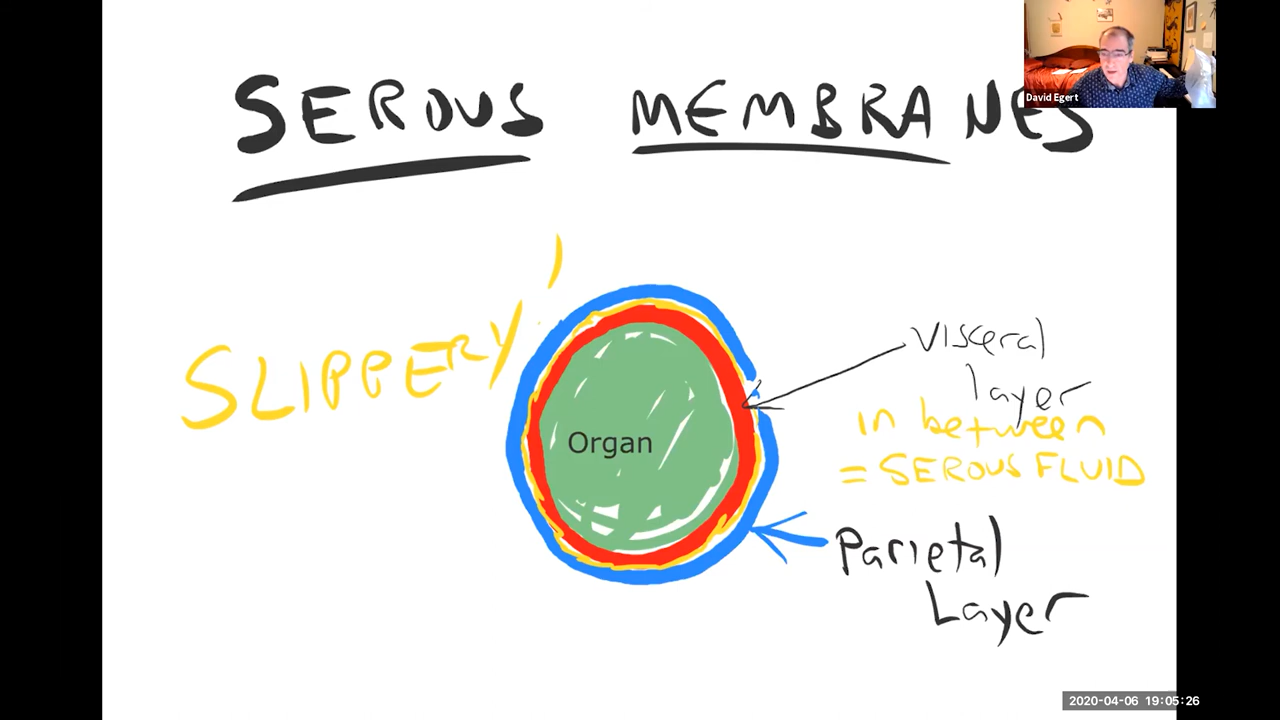 SEROUS MEMBRANES
David Egert
SLIPPERY!
visceral
layer
in between
= SEROUS FLUID
Organ
Parietal
Layer
2020-04-06 19:05:26